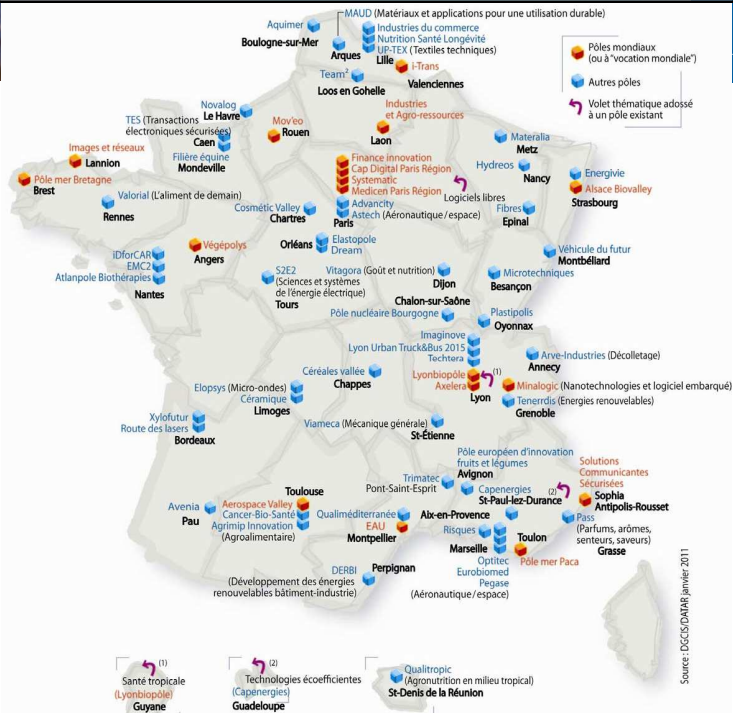 MAUD (Matériaux et applications pour une utilisation durable)
Aquimer
Boulogne-sur-Mer
Arques
Industries du commerce
Nutrition Santé Longévité
UP-TEX (Textiles techniques)
Lille
i-Trans
Valenciennes
Team²
Loos en Gohelle
Pôles mondiaux
(ou à "vocation mondiale")
Autres pôles
Volet thématique adossé
à un pôle existant
Novalog
Le Havre
TES (Transactions
électroniques sécurisées)
Caen
Filière équine
Mondeville
Mov'eo
Rouen
Industries
et Agro-ressources
Laon
Materalia
Metz
Hydreos
Nancy
Energivie
Alsace Biovalley
Strasbourg
Fibres
Epinal
Images et réseaux
Lannion
Pôle mer Bretagne
Brest
Valorial (L'aliment de demain)
Rennes
Finance innovation
Cap Digital Paris Région
Systematic
Medicen Paris Région
Advancity
Astech (Aéronautique/espace)
Paris
Logiciels libres
Cosmétic Valley
Chartres
Orléans
Elastopole
Dream
Végépolys
Angers
iDforCAR
EMC2
Atlanpole Biothérapies
Nantes
S2E2
(Sciences et systèmes
de l'énergie électrique)
Tours
Vitagora (Goût et nutrition)
Dijon
Véhicule du futur
Montbéliard
Microtechniques
Besançon
Chalon-sur-Saône
Pôle nucléaire Bourgogne
Plastipolis
Oyonnax
Imaginove
Lyon Urban Truck&Bus 2015
Techtera
Lyonbiopôle
(1)
Axelera
Lyon
Arve-Industries (Décolletage)
Annecy
Minalogic (Nanotechnologies et logiciel embarqué)
Tenerrdis (Energies renouvelables)
Grenoble
Céréales vallée
Chappes
Elopsys (Micro-ondes)
Céramique
Limoges
Xylofutur
Route des lasers
Bordeaux
Viameca (Mécanique générale)
St-Étienne
Pôle européen d'innovation
fruits et légumes
Avignon
Trimatec
Pont-Saint-Esprit
Capenergies
(2)
St-Paul-lez-Durance
Solutions
Communicantes
Sécurisées
Sophia
Antipolis-Rousset
Toulouse
Aerospace Valley
Cancer-Bio-Santé
Agrimip Innovation
(Agroalimentaire)
Avenia
Pau
Qualiméditerranée
EAU
Montpellier
Aix-en-Provence
Risques
Marseille
Optitec
Eurobiomed
Pegase
(Aéronautique/espace)
Toulon
Pôle mer Paca
Pass
(Parfums, arômes,
senteurs, saveurs)
Grasse
DERBI
(Développement des énergies
renouvelables bâtiment-industrie)
Perpignan
Source : DGCIS/DATAR janvier 2011
(1)
Santé tropicale
(Lyonbiopôle)
Guyane
(2)
Technologies écoefficientes
(Capenergies)
Guadeloupe
Qualitropic
(Agronutrition en milieu tropical)
St-Denis de la Réunion